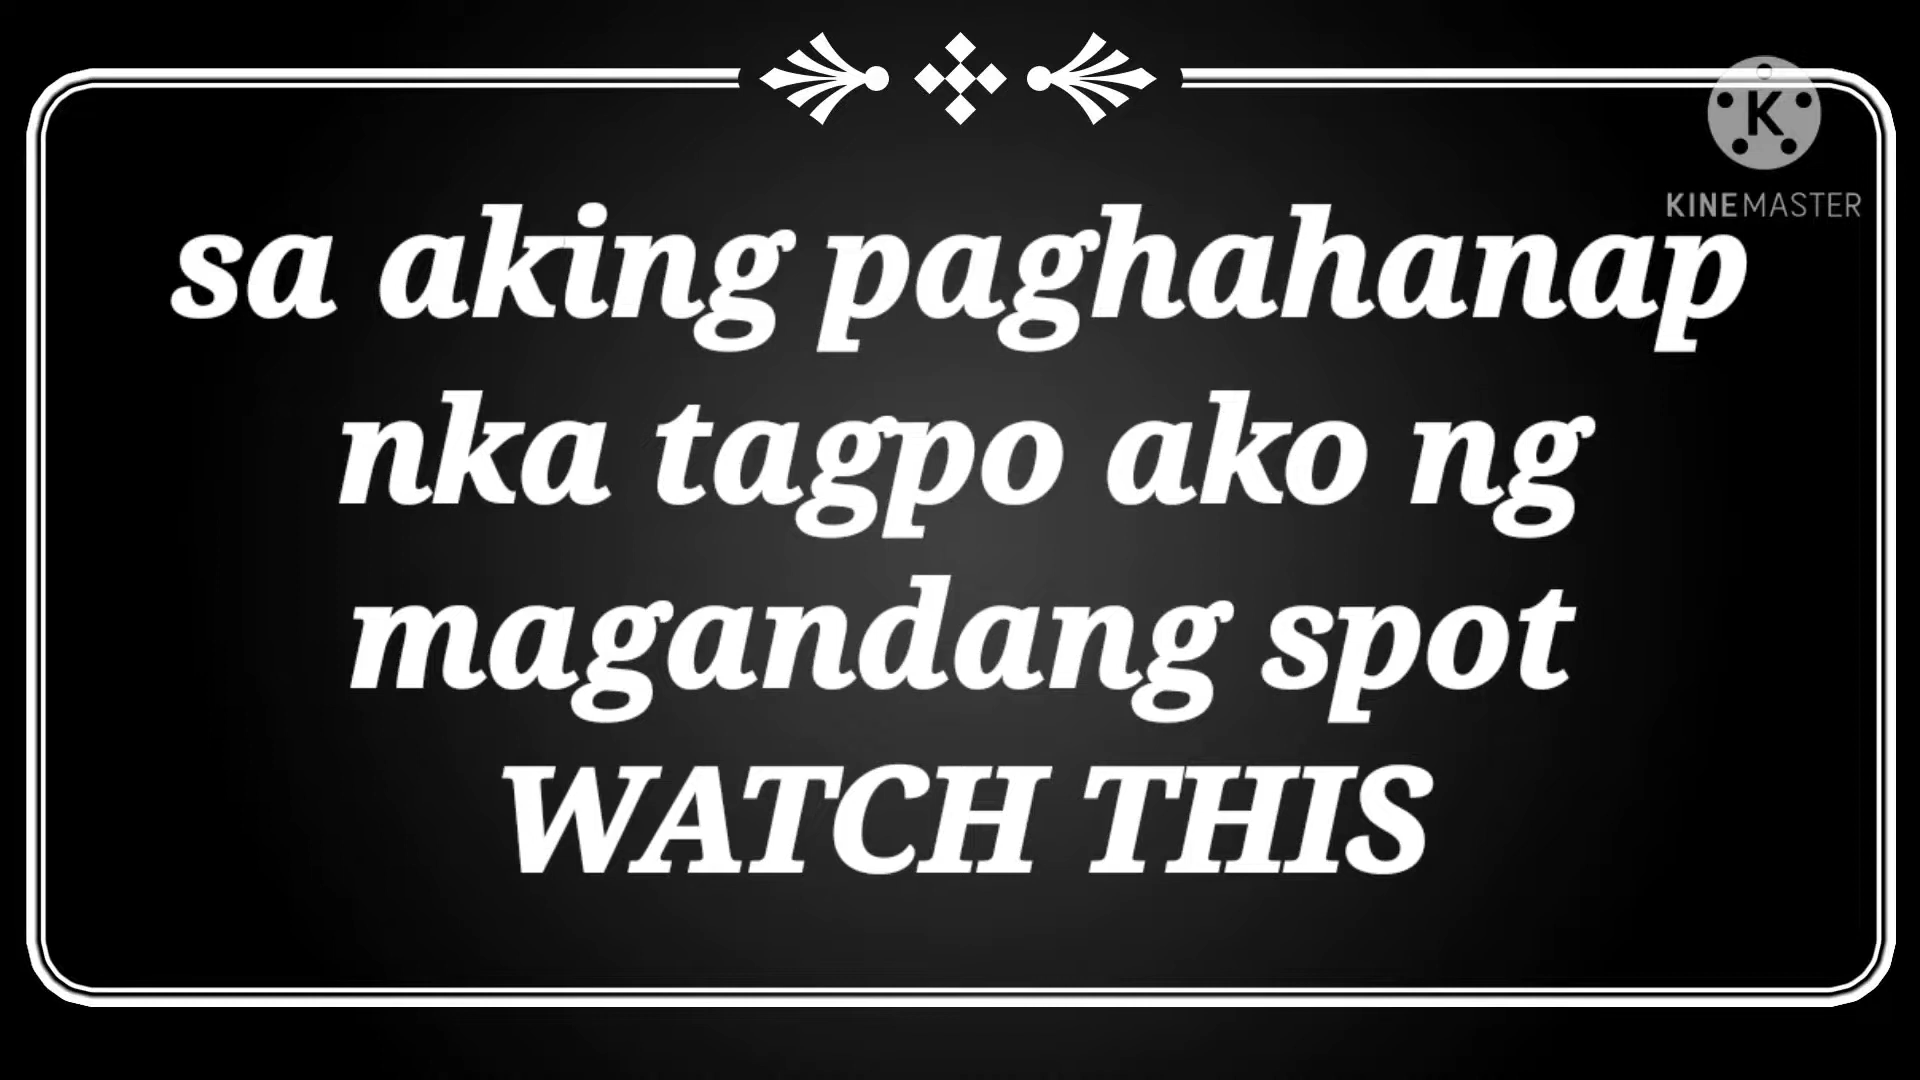 K
KINEMASTER
sa aking paghahanap
nka tagpo ako ng
magandang spot
WATCH THIS